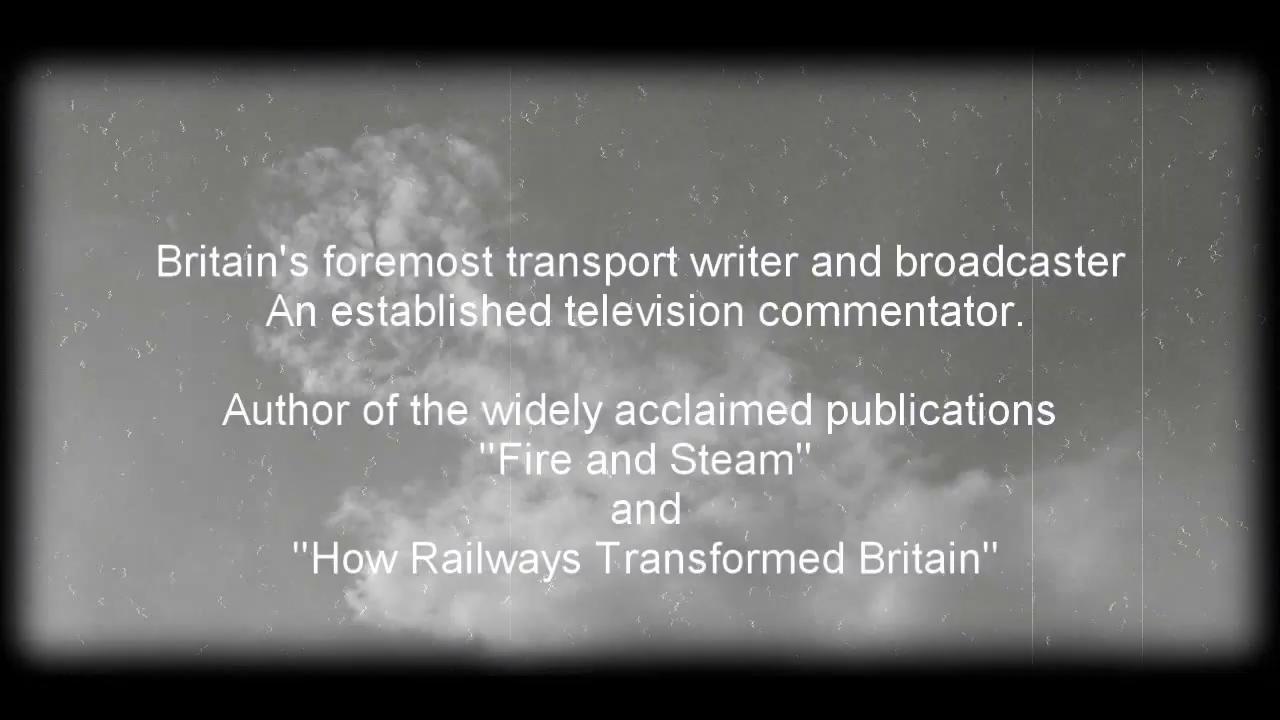 Britain's foremost transport writer and broadcaster
An established television commentator.
Author of the widely acclaimed publications
"Fire and Steam"
and
"How Railways Transformed Britain"